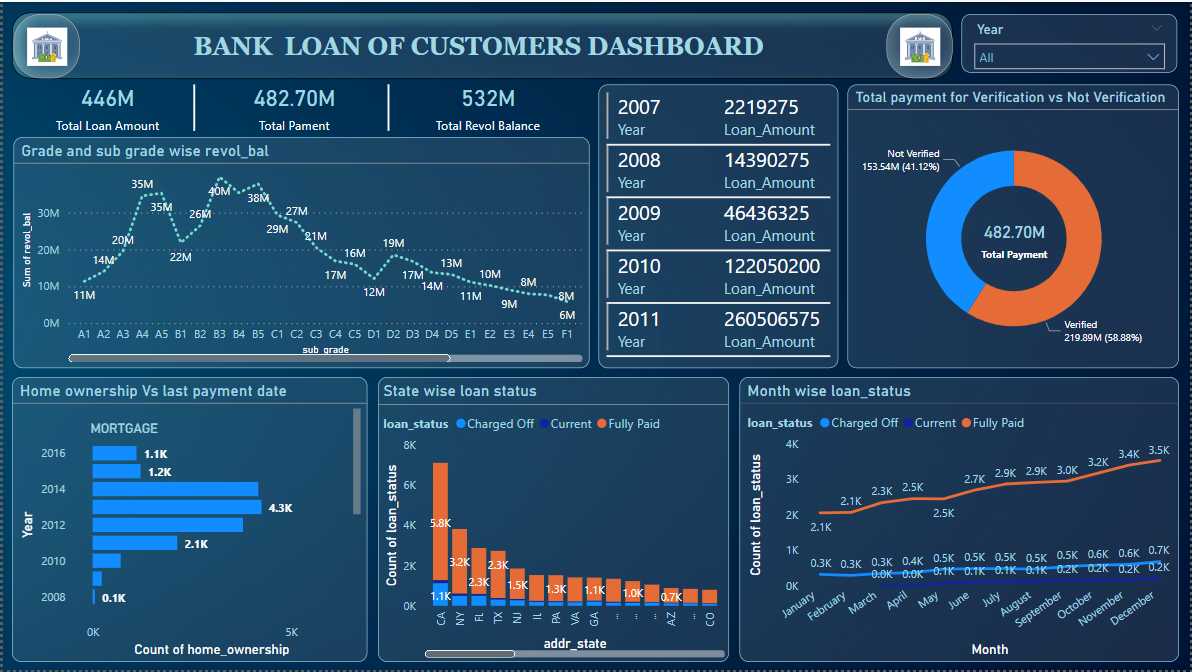 BANK LOAN OF CUSTOMERS DASHBOARD
Year
All
446M
Total Loan Amount
482.70M
Total Pament
532M
Total Revol Balance
Grade and sub grade wise revol_bal
Sum of revol_bal
30M
20M
10M
0M
11M
14M
20M
35M
35M
22M
26M
40M
38M
29M
27M
21M
17M
16M
12M
19M
17M
14M
13M
11M
10M
9M
8M
8M
6M
A1 A2 A3 A4 A5 B1 B2 B3 B4 B5 C1 C2 C3 C4 C5 D1 D2 D3 D4 D5 E1 E2 E3 E4 E5 F1
sub_grade
2007 2219275
Year Loan_Amount
2008 14390275
Year Loan_Amount
2009 46436325
Year Loan_Amount
2010 122050200
Year Loan_Amount
2011 260506575
Year Loan_Amount
Total payment for Verification vs Not Verification
Not Verified
153.54M (41.12%)
482.70M
Total Payment
Verified
219.89M (58.88%)
Home ownership Vs last payment date
MORTGAGE
Year
2016
2014
2012
2010
2008
1.1K
1.2K
4.3K
2.1K
0.1K
0K 5K
Count of home_ownership
State wise loan status
loan_status Charged Off Current Fully Paid
Count of loan_status
8K
6K
4K
2K
0K
5.8K
1.1K
3.2K
2.3K
2.3K
1.5K
1.3K
1.1K
1.0K
0.7K
CA NY FL TX NJ IL PA VA GA ... ... ... AZ ... CO
addr_state
Month wise loan_status
loan_status Charged Off Current Fully Paid
Count of loan_status
4K
3K
2K
1K
0K
2.1K 2.1K 2.3K 2.5K 2.5K 2.7K 2.9K 2.9K 3.0K 3.2K 3.4K 3.5K
0.3K 0.3K 0.3K 0.4K 0.5K 0.5K 0.5K 0.5K 0.5K 0.6K 0.6K 0.7K
0.0K 0.0K 0.1K 0.1K 0.1K 0.1K 0.2K 0.2K 0.2K 0.2K
January February March April May June July August September October November December
Month